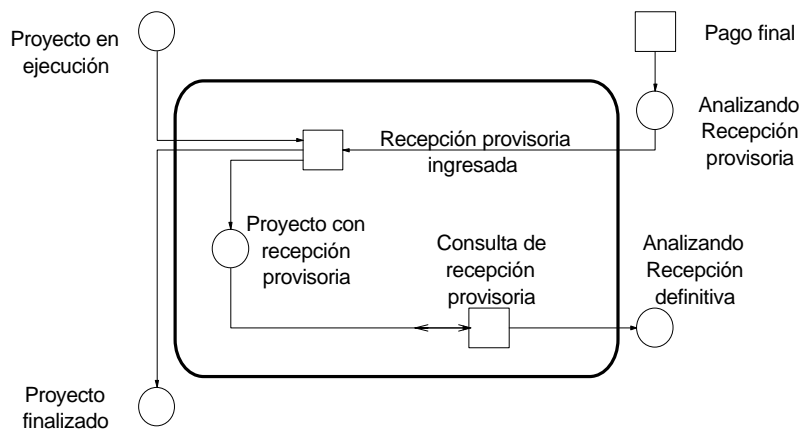 Proyecto en
ejecución
Pago final
Analizando
Recepción
provisoria
Recepción provisoria
ingresada
Proyecto con
recepción
provisoria
Consulta de
recepción
provisoria
Analizando
Recepción
definitiva
Proyecto
finalizado